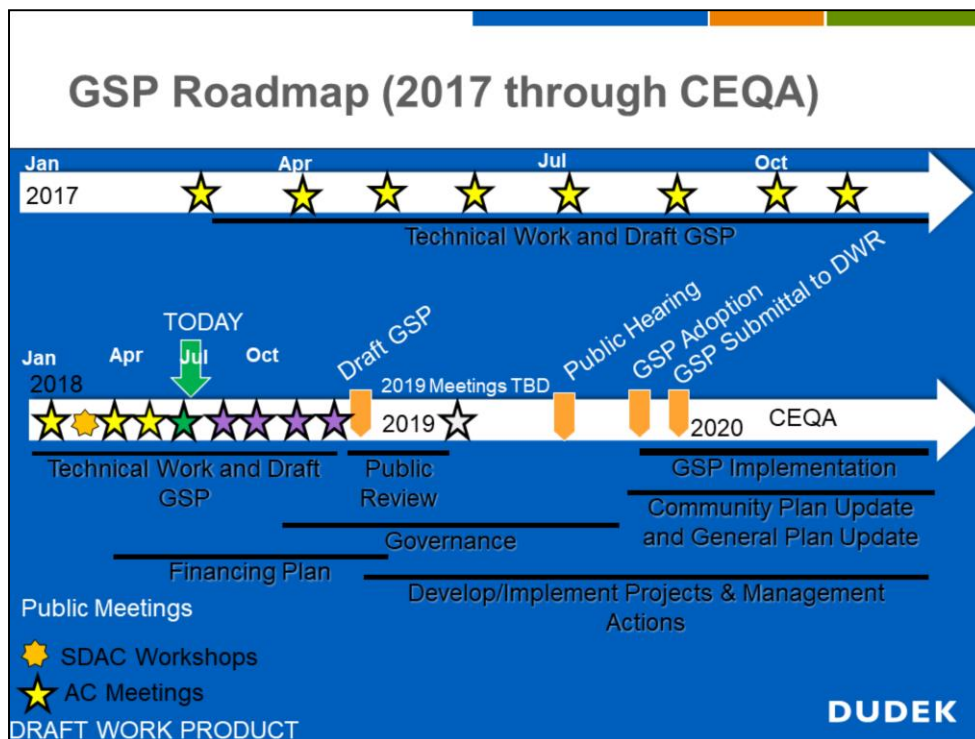 GSP Roadmap (2017 through CEQA)
Jan
Apr
Jul
Oct
2017
Technical Work and Draft GSP
TODAY
Draft GSP
Public Hearing
GSP Adoption
GSP Submittal to DWR
Jan
Apr
Jul
Oct
2018
2019 Meetings TBD
2019
2020
CEQA
Technical Work and Draft
GSP
Public
Review
GSP Implementation
Community Plan Update
and General Plan Update
Governance
Financing Plan
Develop/Implement Projects & Management
Actions
Public Meetings
SDAC Workshops
AC Meetings
DRAFT WORK PRODUCT
DUDEK